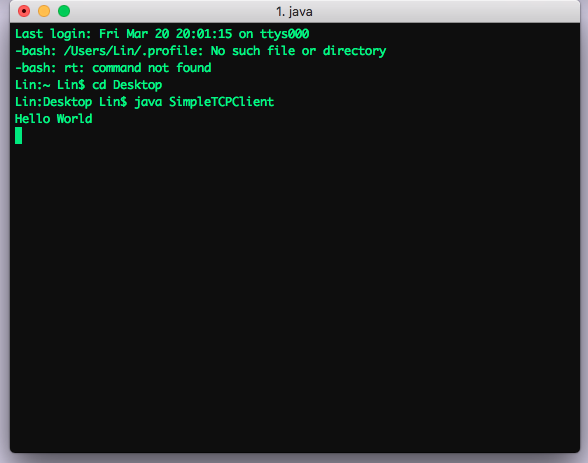 1. java
Last login: Fri Mar 20 20:01:15 on ttys000
-bash: /Users/Lin/.profile: No such file or directory
-bash: rt: command not found
Lin:~ Lin$ cd Desktop
Lin:Desktop Lin$ java SimpleTCPClient
Hello World